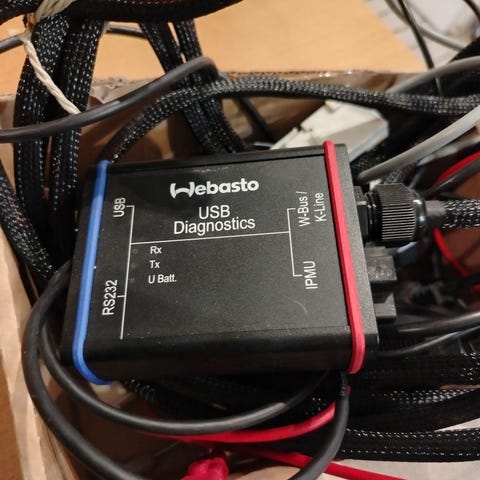 Webasto
USB
Diagnostics
USB
RS232
Rx
Tx
U Batt.
W-Bus /
K-Line
IPMU